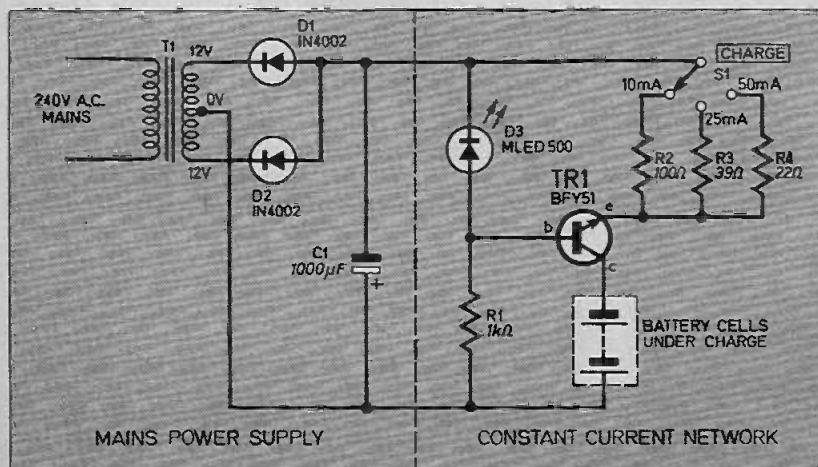 T1
12V
0V
12V
240V A.C.
MAINS
D1
IN4002
D2
IN4002
C1
1000µF
+
D3
MLED 500
R1
1kΩ
TR1
BFY51
b
e
c
CHARGE
S1
10mA
25mA
50mA
R2
100Ω
R3
39Ω
R4
22Ω
BATTERY CELLS
UNDER CHARGE
MAINS POWER SUPPLY
CONSTANT CURRENT NETWORK